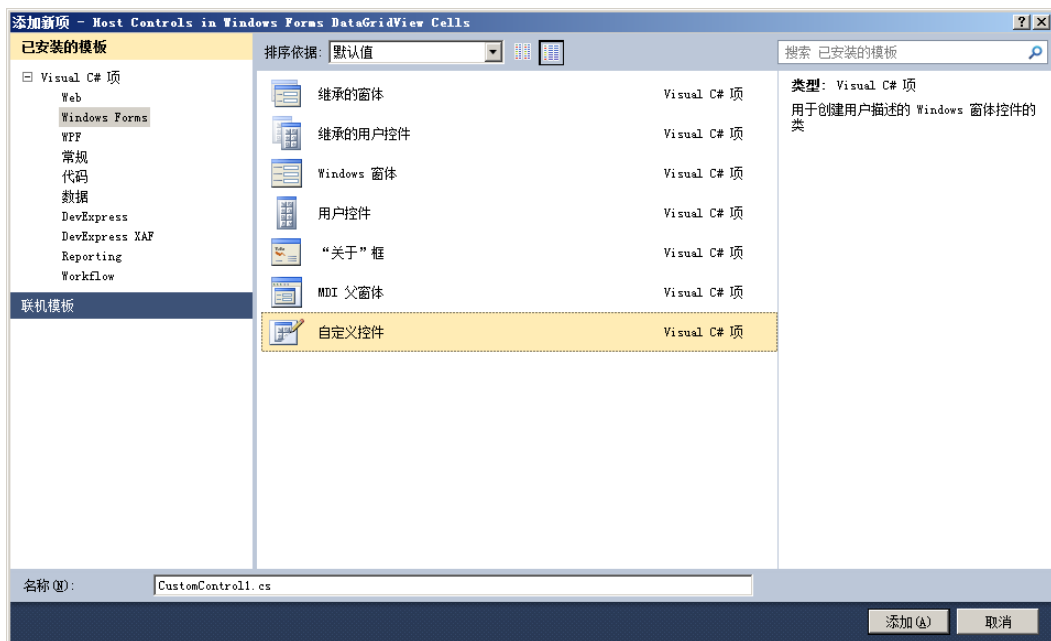 添加新项 - Host Controls in Windows Forms DataGridView Cells
已安装的模板
排序依据: 默认值
搜索 已安装的模板
Visual C# 项
Web
Windows Forms
WPF
常规
代码
数据
DevExpress
DevExpress XAF
Reporting
Workflow
联机模板
继承的窗体 Visual C# 项
继承的用户控件 Visual C# 项
Windows 窗体 Visual C# 项
用户控件 Visual C# 项
“关于”框 Visual C# 项
MDI 父窗体 Visual C# 项
自定义控件 Visual C# 项
类型: Visual C# 项
用于创建用户描述的 Windows 窗体控件的
类
名称(N): CustomControl1.cs
添加(A) 取消